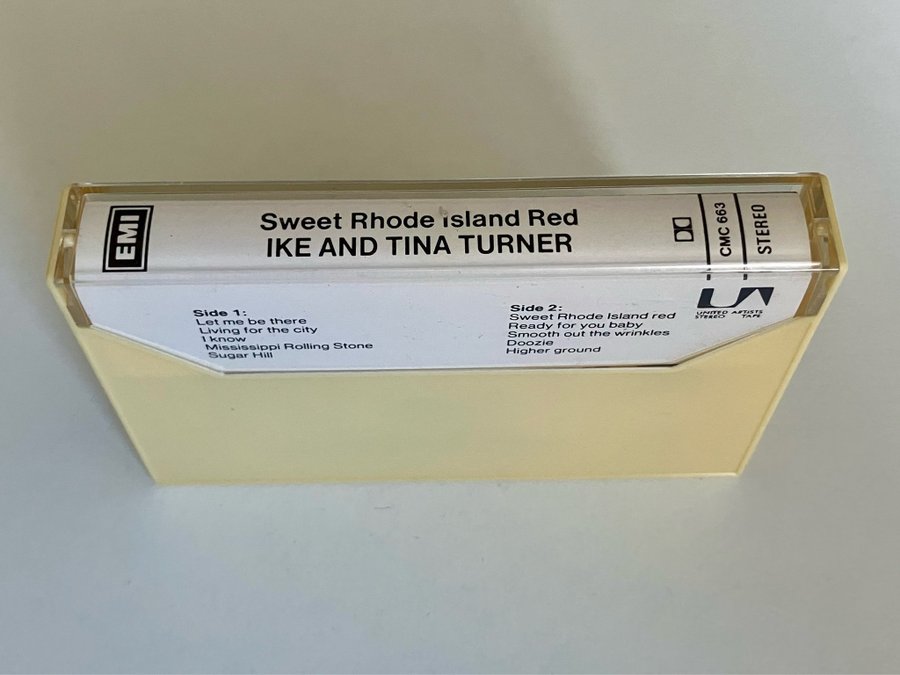 EMI
Sweet Rhode Island Red
IKE AND TINA TURNER
CMC 663
STEREO
Side 1:
Let me be there
Living for the city
I know
Mississippi Rolling Stone
Sugar Hill
Side 2:
Sweet Rhode Island red
Ready for you baby
Smooth out the wrinkles
Doozie
Higher ground
UA
UNITED ARTISTS
STEREO TAPE